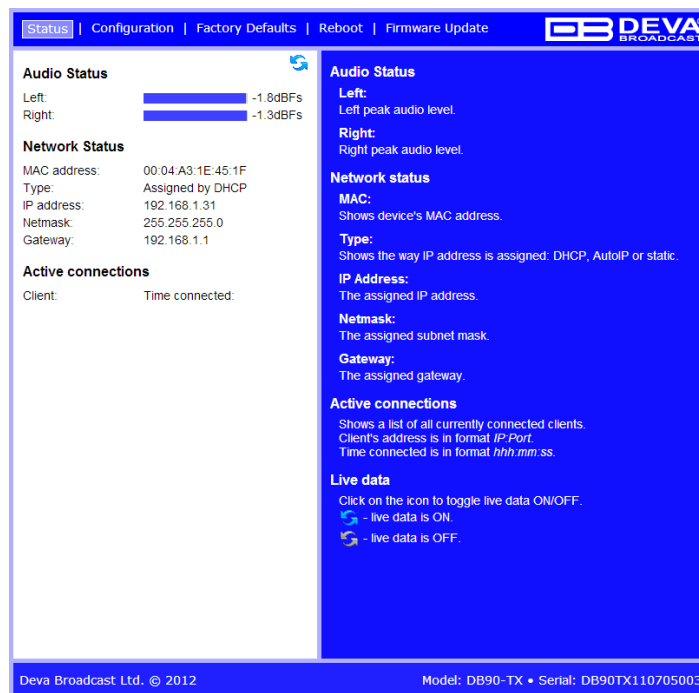 Status | Configuration | Factory Defaults | Reboot | Firmware Update
DB DEVA
BROADCAST
Audio Status
Left: -1.8dBFs
Right: -1.3dBFs
Network Status
MAC address: 00:04:A3:1E:45:1F
Type: Assigned by DHCP
IP address: 192.168.1.31
Netmask: 255.255.255.0
Gateway: 192.168.1.1
Active connections
Client: Time connected:
Audio Status
Left:
Left peak audio level.
Right:
Right peak audio level.
Network status
MAC:
Shows device's MAC address.
Type:
Shows the way IP address is assigned: DHCP, AutoIP or static.
IP Address:
The assigned IP address.
Netmask:
The assigned subnet mask.
Gateway:
The assigned gateway.
Active connections
Shows a list of all currently connected clients.
Client's address is in format IP:Port.
Time connected is in format hhh:mm:ss.
Live data
Click on the icon to toggle live data ON/OFF.
- live data is ON.
- live data is OFF.
Deva Broadcast Ltd. © 2012
Model: DB90-TX • Serial: DB90TX110705003